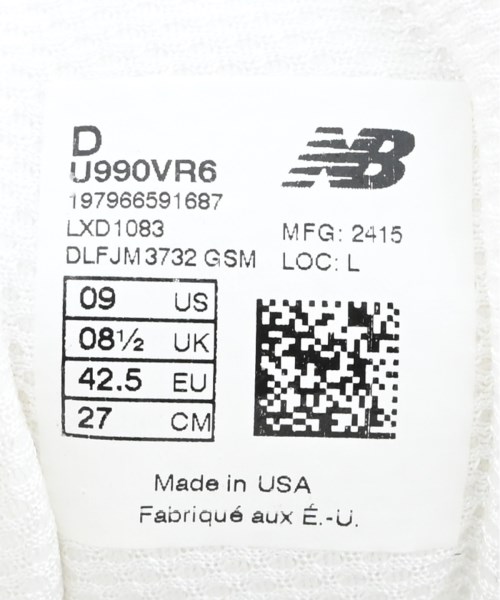 D
U990VR6
NB
197966591687
LXD1083
MFG: 2415
DLFJM3732 GSM
LOC: L
09 US
08½ UK
42.5 EU
27 CM
Made in USA
Fabriqué aux É.-U.